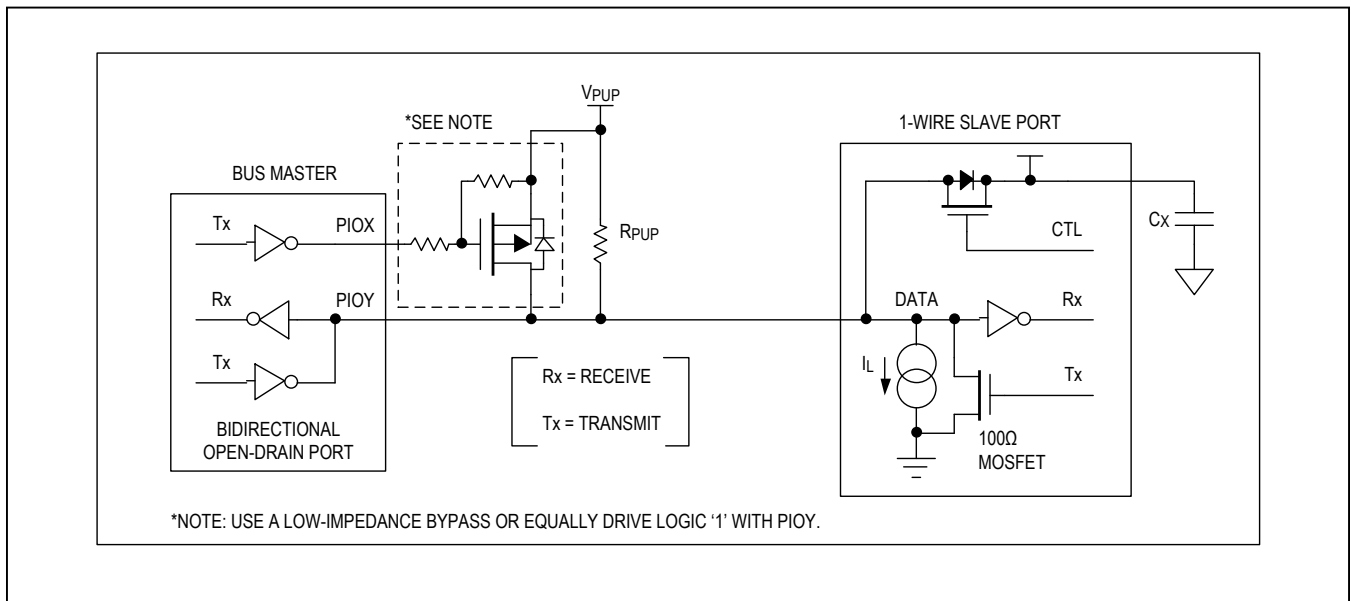 VPUP
*SEE NOTE
1-WIRE SLAVE PORT
BUS MASTER
Tx
PIOX
RPUP
CX
CTL
Rx
PIOY
DATA
Rx
Tx
IL
Tx
Rx = RECEIVE
Tx = TRANSMIT
BIDIRECTIONAL
OPEN-DRAIN PORT
100Ω
MOSFET
*NOTE: USE A LOW-IMPEDANCE BYPASS OR EQUALLY DRIVE LOGIC ‘1’ WITH PIOY.